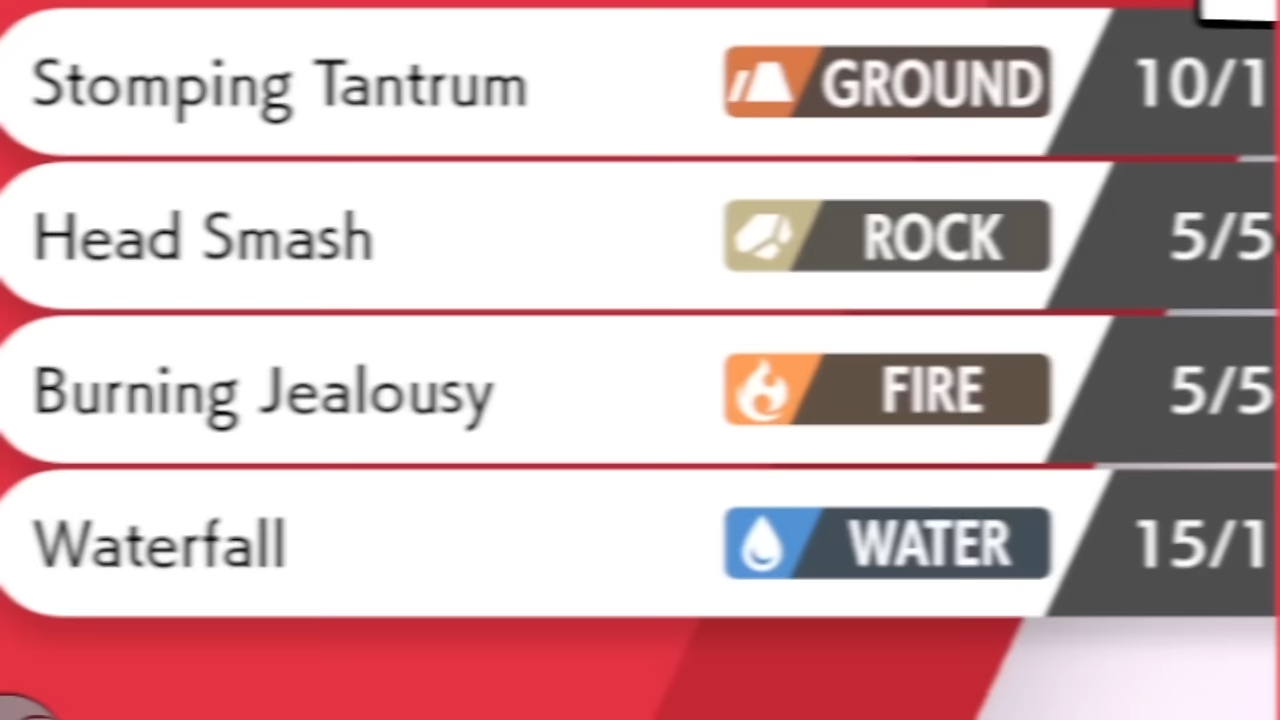 Stomping Tantrum GROUND 10/1
Head Smash ROCK 5/5
Burning Jealousy FIRE 5/5
Waterfall WATER 15/1